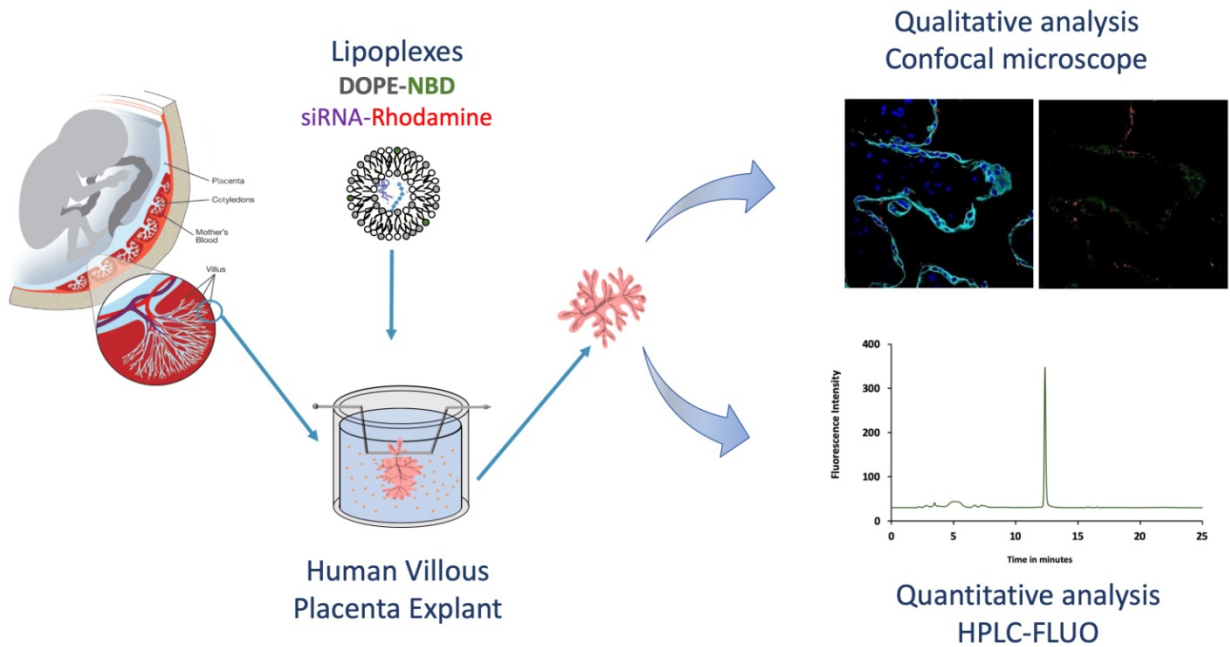 Lipoplexes
DOPE-NBD
siRNA-Rhodamine
Placenta
Cotyledons
Mother's
Blood
Villus
Human Villous
Placenta Explant
Qualitative analysis
Confocal microscope
Fluorescence Intensity
400
300
200
100
0
0
5
10
15
20
25
Time in minutes
Quantitative analysis
HPLC-FLUO